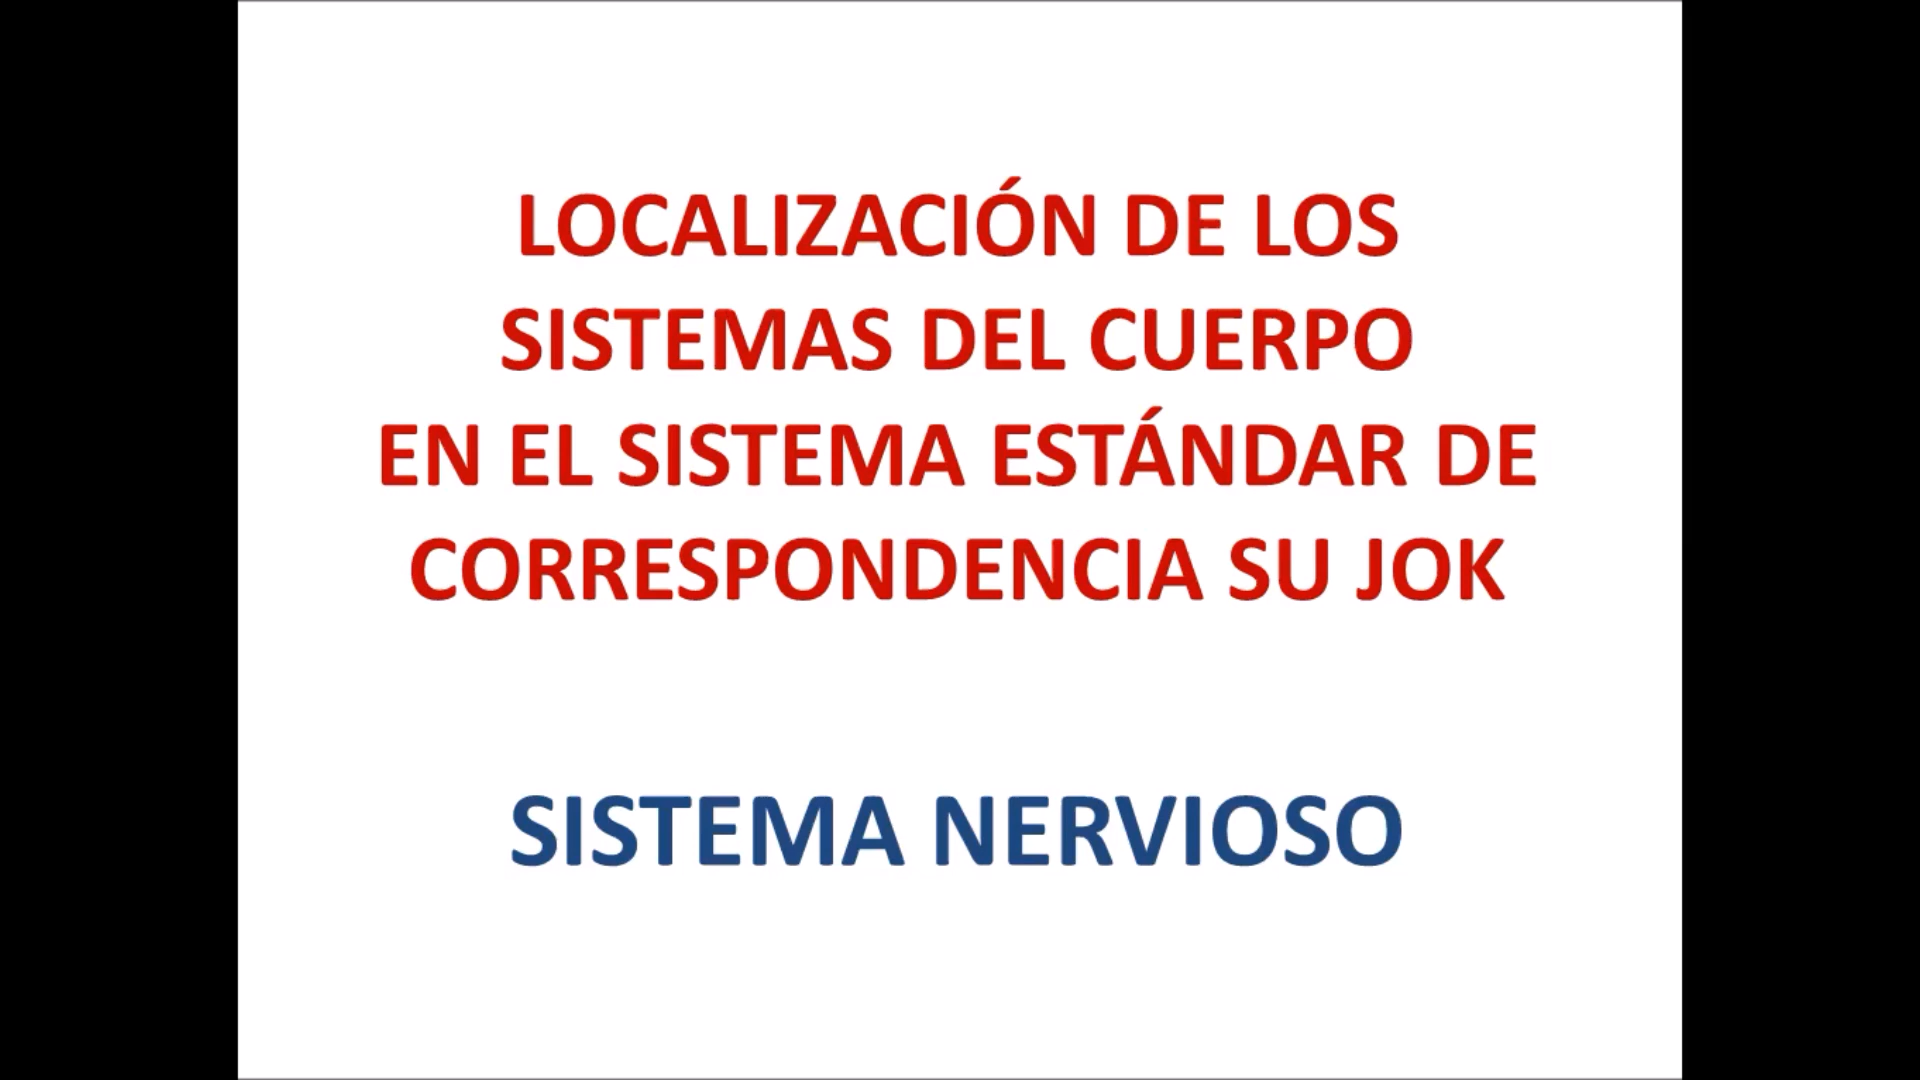 LOCALIZACIÓN DE LOS
SISTEMAS DEL CUERPO
EN EL SISTEMA ESTÁNDAR DE
CORRESPONDENCIA SU JOK
SISTEMA NERVIOSO